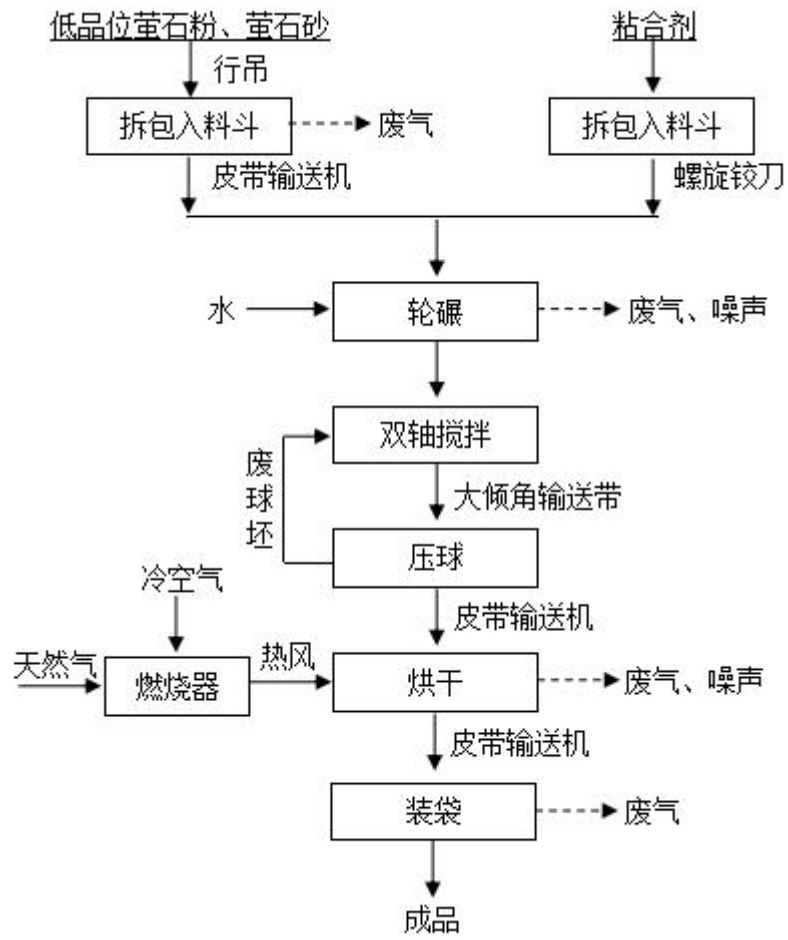 低品位萤石粉、萤石砂
粘合剂
行吊
拆包入料斗
废气
拆包入料斗
皮带输送机
螺旋铰刀
水
轮碾
废气、噪声
双轴搅拌
废球坯
大倾角输送带
压球
冷空气
皮带输送机
天然气
燃烧器
热风
烘干
废气、噪声
皮带输送机
装袋
废气
成品